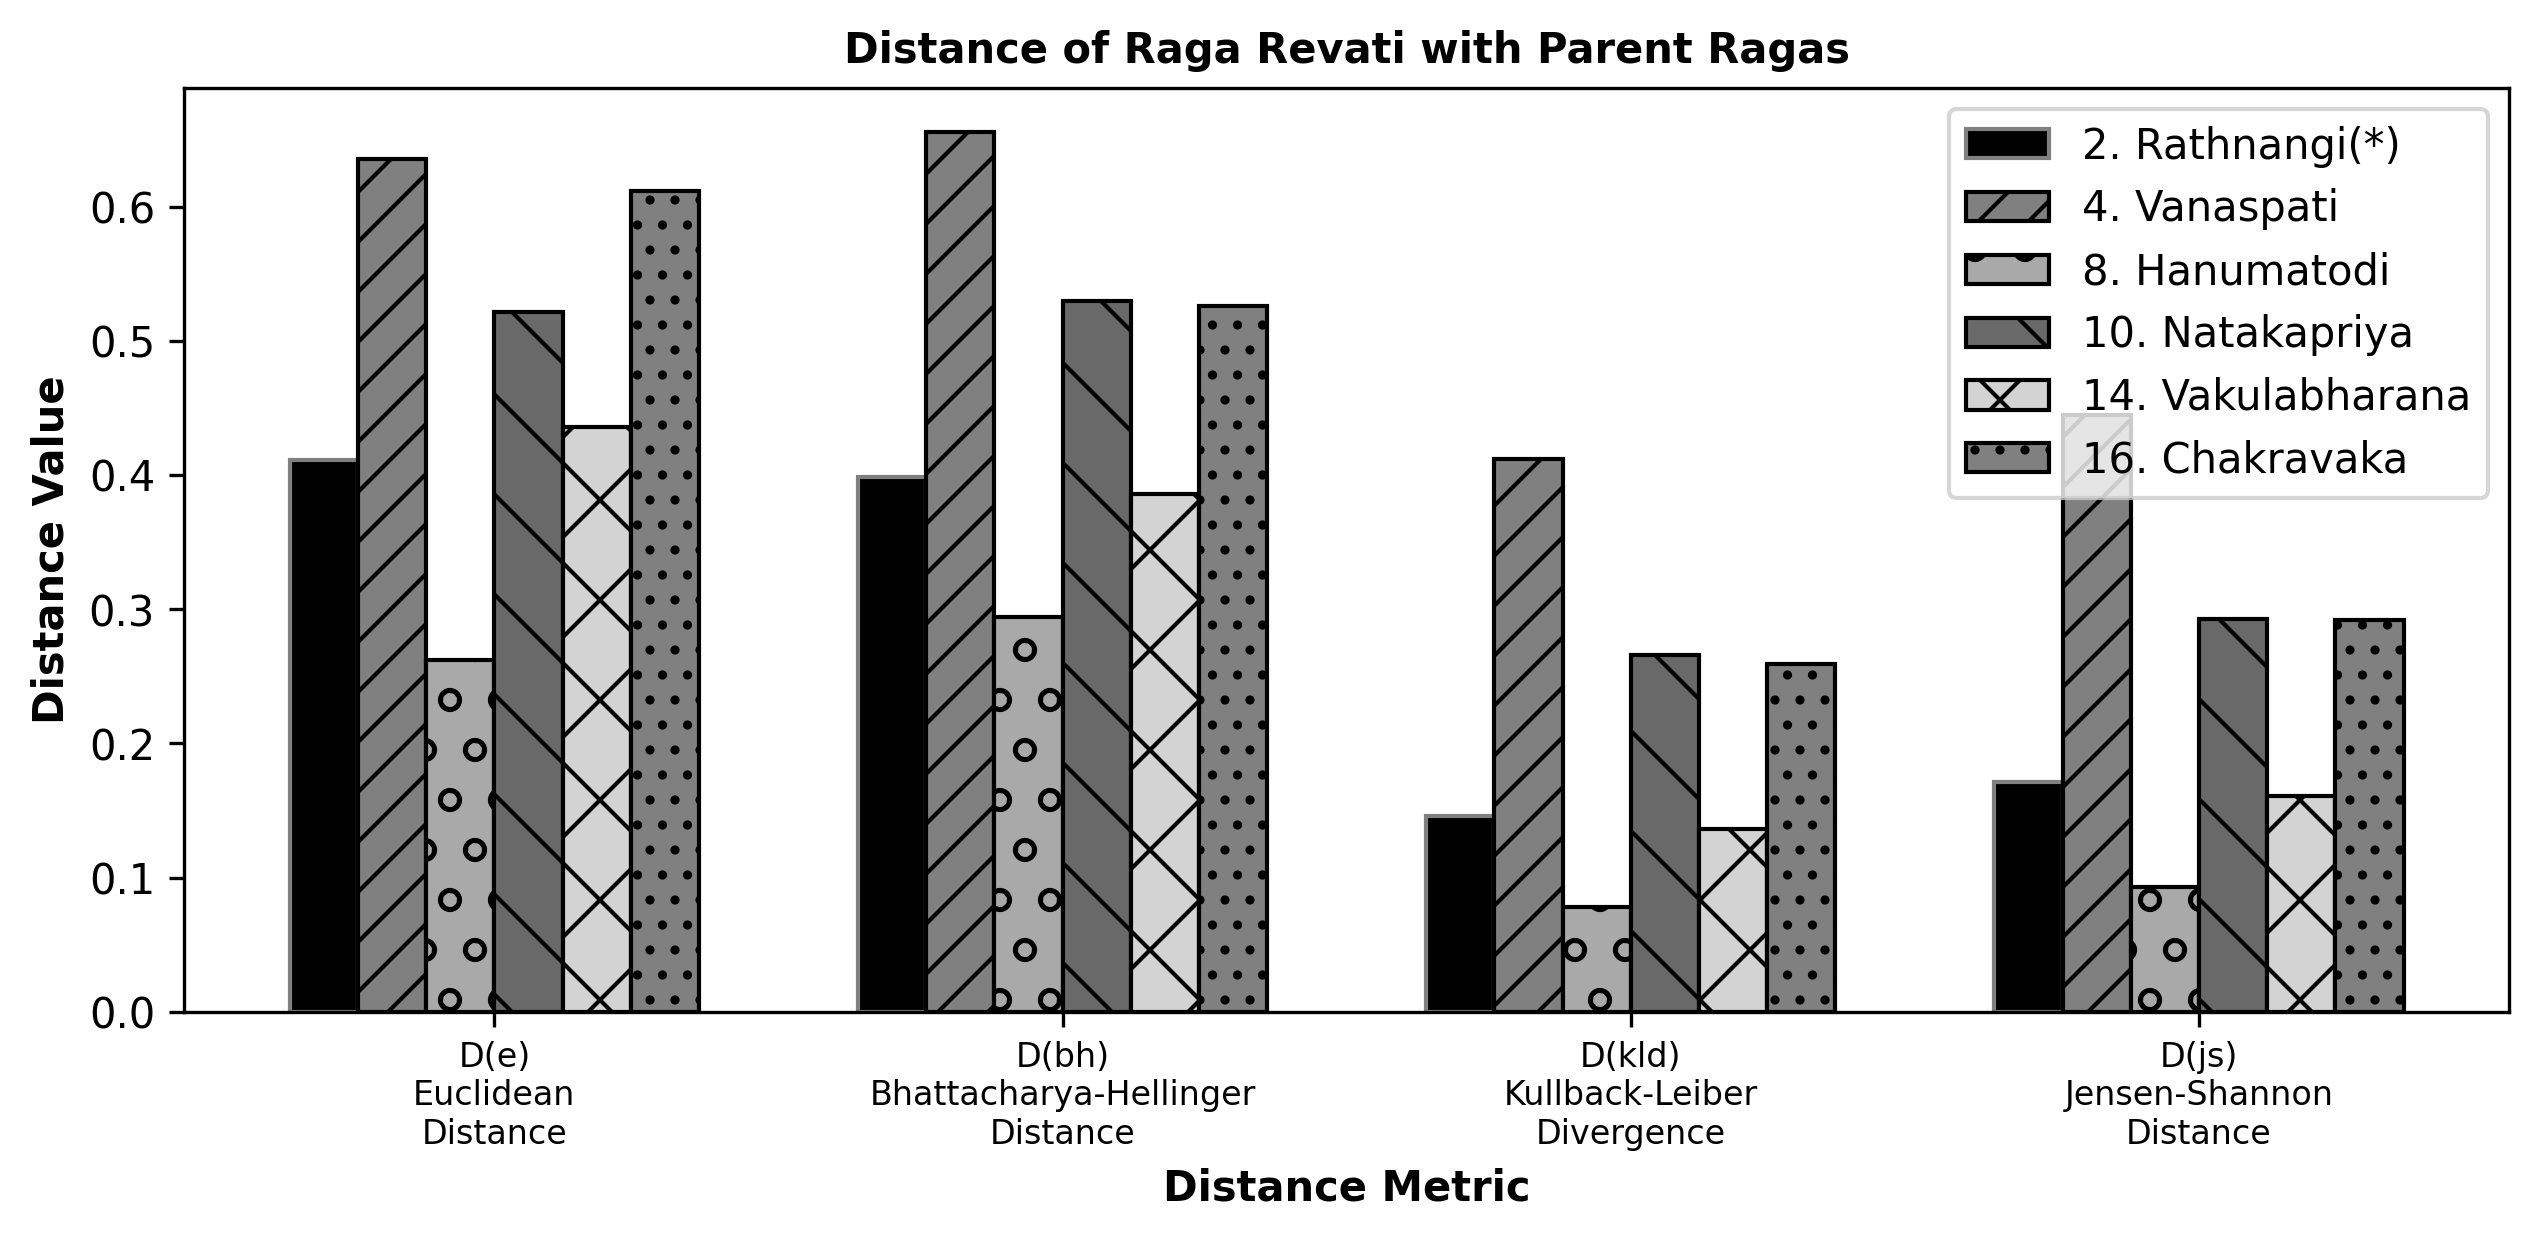 Distance of Raga Revati with Parent Ragas
Distance Value
0.6
0.5
0.4
0.3
0.2
0.1
0.0
2. Rathnangi(*)
4. Vanaspati
8. Hanumatodi
10. Natakapriya
14. Vakulabharana
16. Chakravaka
D(e)
Euclidean
Distance
D(bh)
Bhattacharya-Hellinger
Distance
D(kld)
Kullback-Leiber
Divergence
D(js)
Jensen-Shannon
Distance
Distance Metric